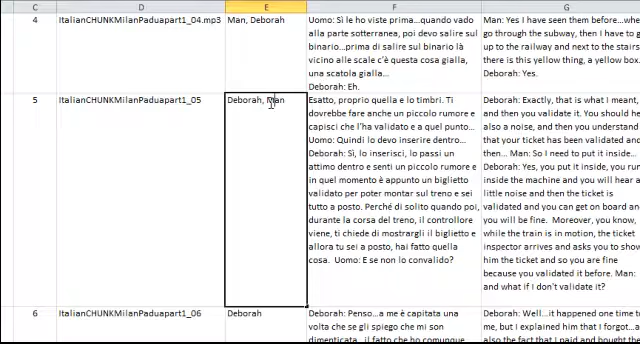 C D E F G
4 ItalianCHUNKMilanPaduapart1_04.mp3 Man, Deborah
Uomo: Sì le ho viste prima...quando vado
alla parte sotterranea, poi devo salire sul
binario...prima di salire sul binario là
vicino alle scale c'è questa cosa gialla,
una scatola gialla...
Deborah: Eh.
Man: Yes I have seen them before...whe
go through the subway, then I have to g
up to the railway and next to the stairs
there is this yellow thing, a yellow box.
Deborah: Yes.
5 ItalianCHUNKMilanPaduapart1_05 Deborah, Man
Esatto, proprio quella e lo timbri. Ti
dovrebbe fare anche un piccolo rumore e
capisci che l'ha validato e a quel punto...
Uomo: Quindi lo devo inserire dentro...
Deborah: Sì, lo inserisci, lo passi un
attimo dentro e senti un piccolo rumore e
in quel momento è appunto un biglietto
validato per poter montar sul treno e sei
tutto a posto. Perché di solito quando poi,
durante la corsa del treno, il controllore
viene, ti chiede di mostrargli il biglietto e
allora tu sei a posto, hai fatto quella
cosa. Uomo: E se non lo convalido?
Deborah: Exactly, that is what I meant,
and then you validate it. You should he
also a noise, and then you understand
that your ticket has been validated and
then... Man: So I need to put it inside...
Deborah: Yes, you put it inside, you run
inside the machine and you will hear a
little noise and then the ticket is
validated and you can get on board an
you will be fine. Moreover, you know,
while the train is in motion, the ticket
inspector arrives and asks you to show
him the ticket and so you are fine
because you validated it before. Man:
and what if I don't validate it?
6 ItalianCHUNKMilanPaduapart1_06 Deborah
Deborah: Penso...a me è capitata una
volta che se gli spiego che mi son
dimenticata...il fatto che ho comunque
Deborah: Well...it happened one time to
me, but I explained him that I forgot...a
also the fact that I paid and bought the